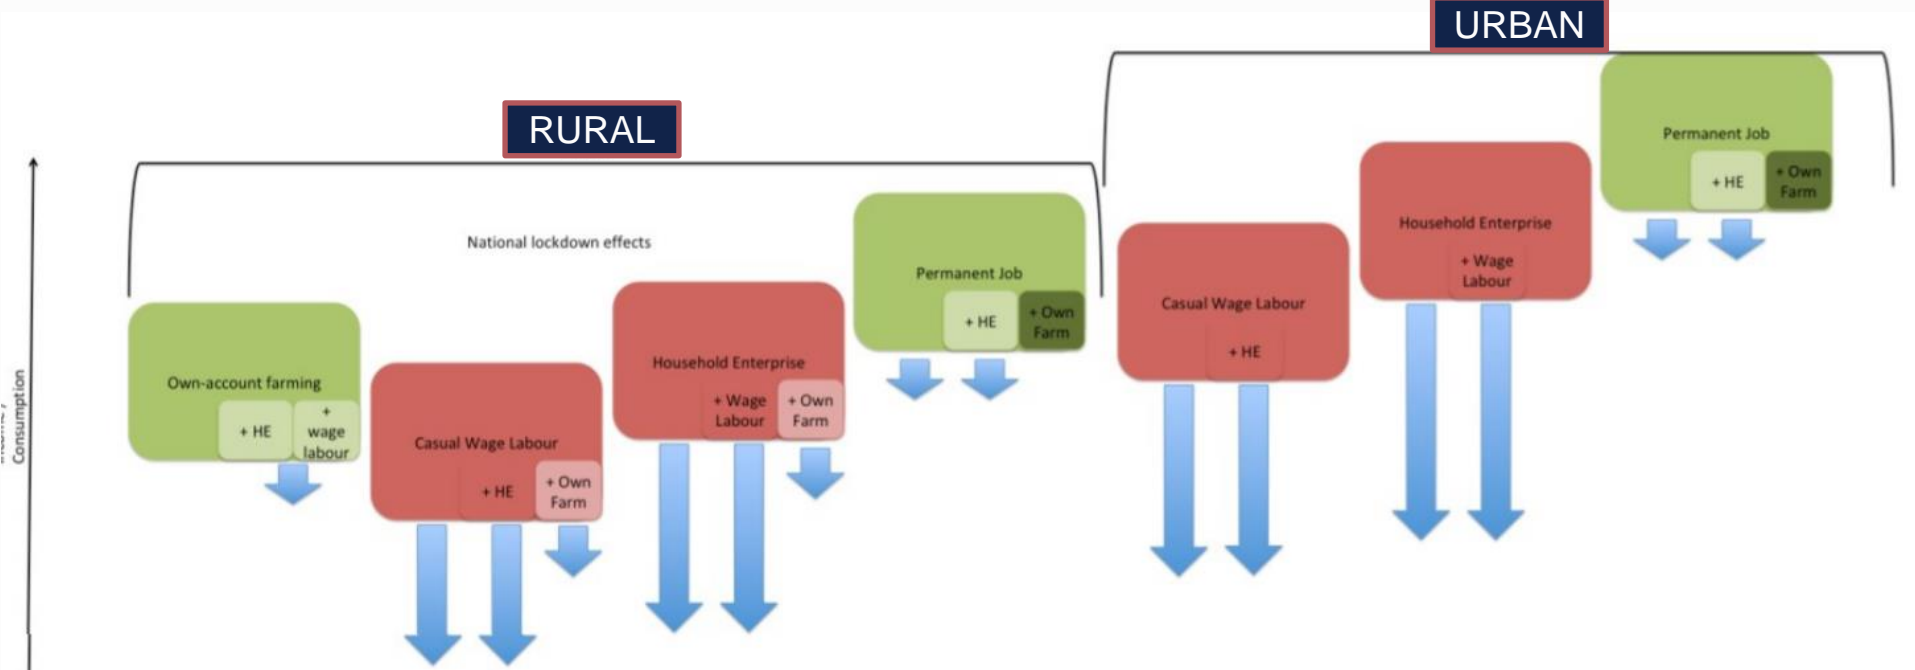 URBAN
RURAL
National lockdown effects
Consumption
Own-account farming
+ HE
+
wage
labour
Casual Wage Labour
+ HE
+ Own
Farm
Household Enterprise
+ Wage
Labour
+ Own
Farm
Permanent Job
+ HE
+ Own
Farm
Casual Wage Labour
+ HE
Household Enterprise
+ Wage
Labour
Permanent Job
+ HE
+ Own
Farm